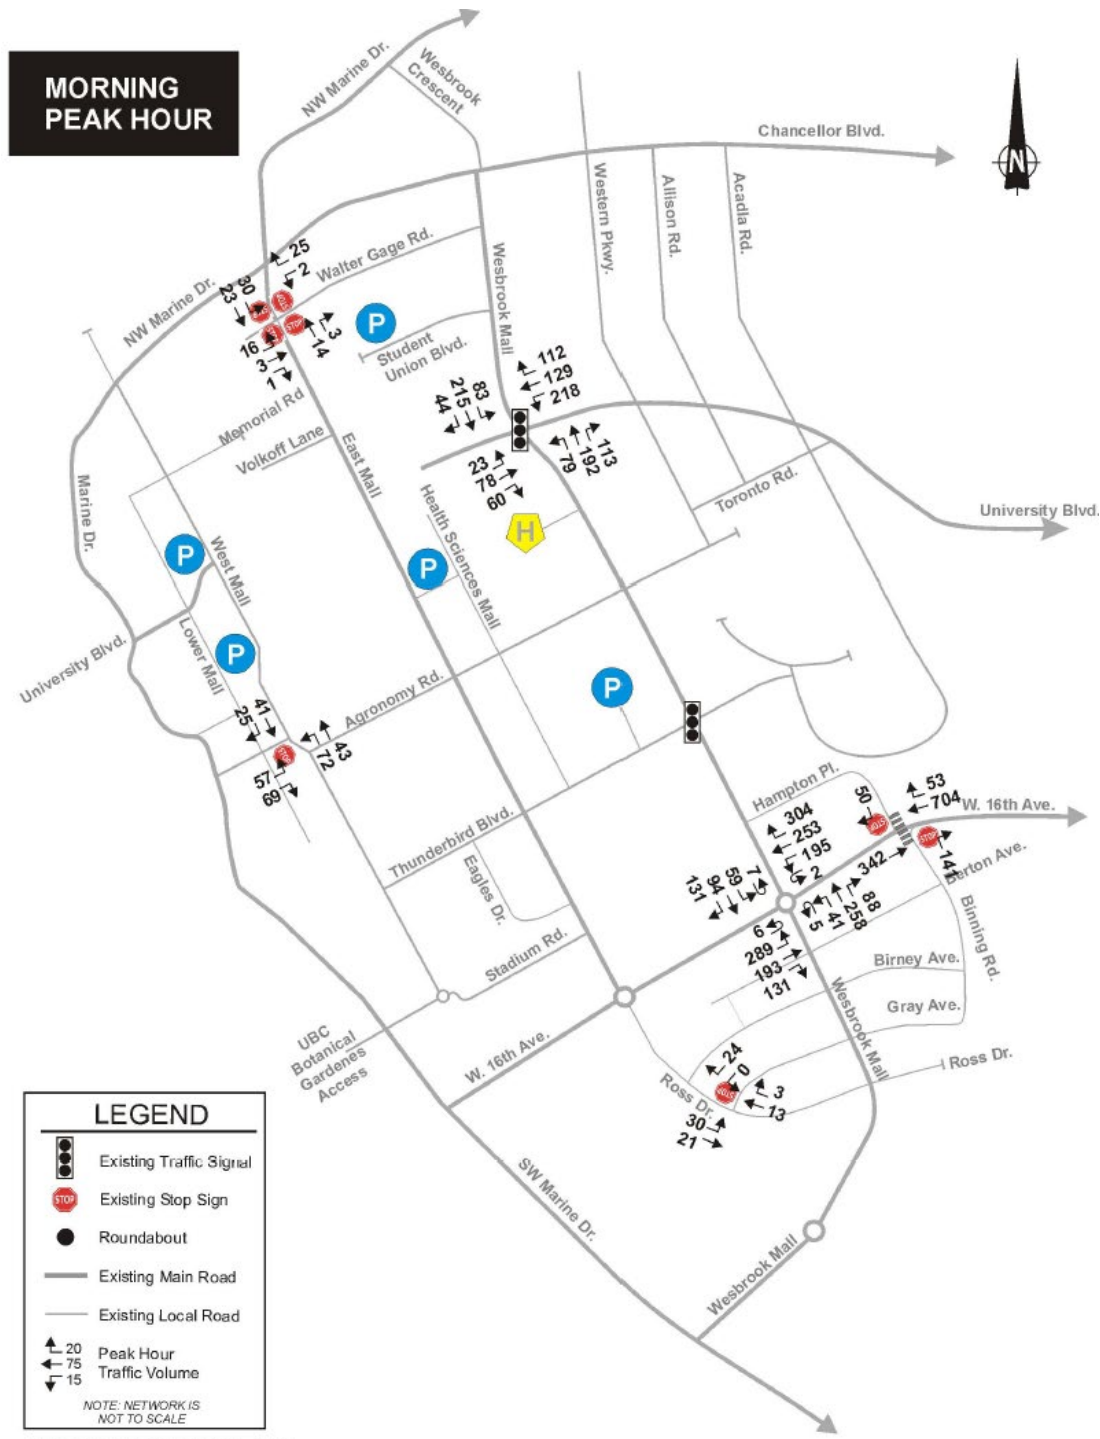 MORNING
PEAK HOUR
NW Marine Dr.
Wesbrook
Crescent
Chancellor Blvd.
N
Western Pkwy.
Allison Rd.
Acadia Rd.
25
2
Walter Gage Rd.
Wesbrook Mall
NW Marine Dr.
30
23
STOP
STOP
3
14
16
3
1
P
Student
Union Blvd.
112
129
218
83
215
44
Memorial Rd
Volkoff Lane
East Mall
113
192
79
23
78
60
Toronto Rd.
University Blvd.
Marine Dr.
Health Sciences Mall
H
P
P
West Mall
Lower Mall
P
University Blvd.
P
Agronomy Rd.
41
25
STOP
43
72
57
69
Hampton Pl.
53
704
W. 16th Ave.
50
STOP
STOP
141
304
253
195
2
342
Berton Ave.
Thunderbird Blvd.
Eagles Dr.
7
59
94
131
88
258
41
5
Binning Rd.
6
289
193
131
Stadium Rd.
Birney Ave.
Wesbrook Mall
Gray Ave.
UBC
Botanical
Gardenes
Access
W. 16th Ave.
Ross Dr.
24
0
STOP
Ross Dr.
3
13
30
21
SW Marine Dr.
Wesbrook Mall
LEGEND
Existing Traffic Signal
STOP
Existing Stop Sign
Roundabout
Existing Main Road
Existing Local Road
20
75
15
Peak Hour
Traffic Volume
NOTE: NETWORK IS
NOT TO SCALE